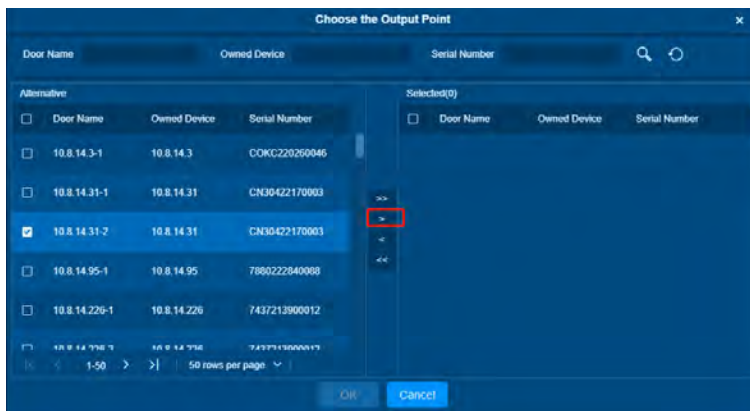 Choose the Output Point ×
Door Name Owned Device Serial Number
Alternative Selected(0)
Door Name Owned Device Serial Number Door Name Owned Device Serial Number
10.8.14.3-1 10.8.14.3 COKC220260046
10.8.14.31-1 10.8.14.31 CN30422170003
>>
>
10.8.14.31-2 10.8.14.31 CN30422170003
<
<<
10.8.14.95-1 10.8.14.95 7880222840088
10.8.14.226-1 10.8.14.226 7437213900012
1-50 > >| 50 rows per page
OK Cancel